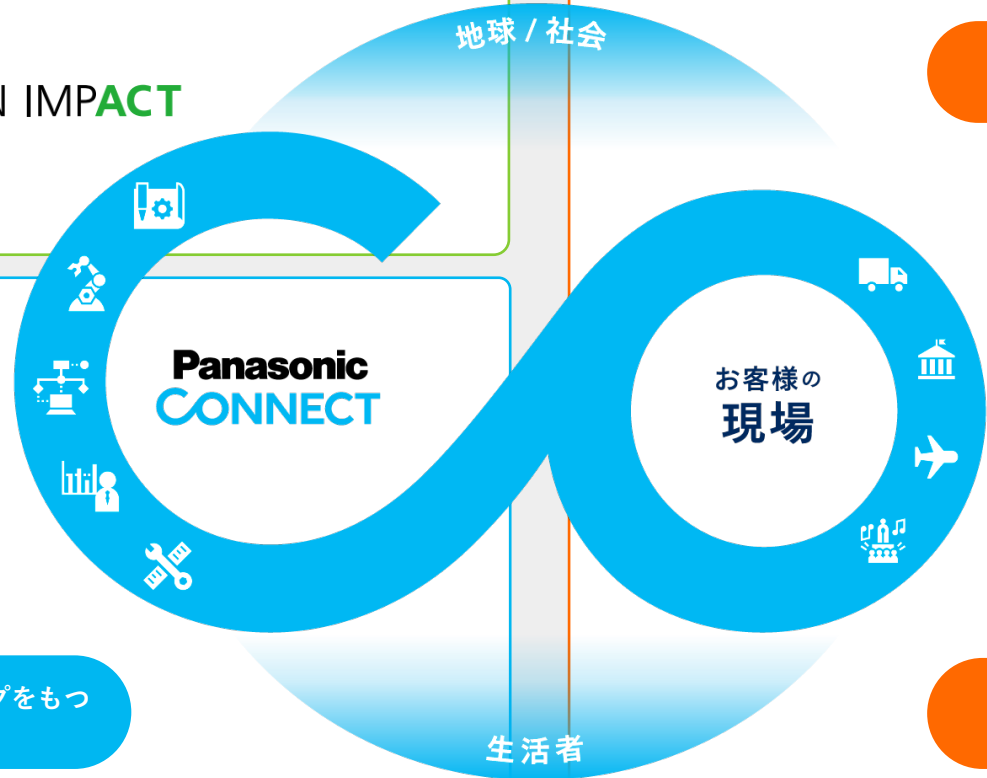 地球 / 社会
N IMPACT
Panasonic
CONNECT
お客様の
現場
プをもつ
生活者